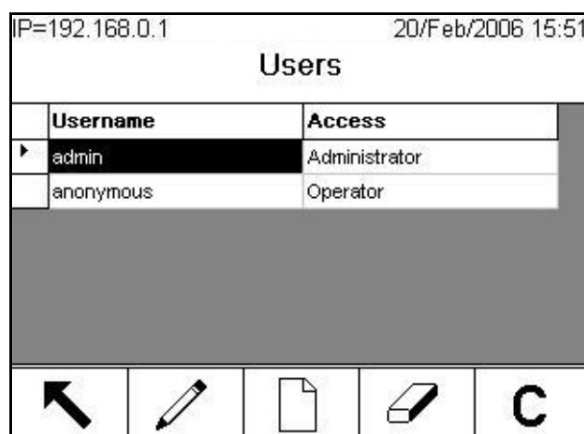 IP=192.168.0.1 20/Feb/2006 15:51
Users
Username Access
admin Administrator
anonymous Operator
C